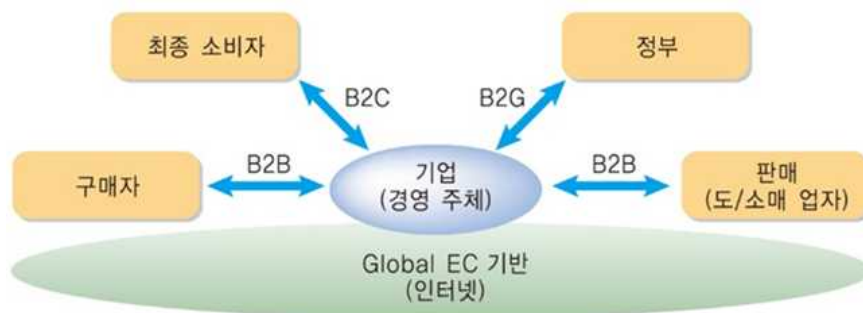 최종 소비자
정부
B2C
B2G
구매자
B2B
기업
(경영 주체)
B2B
판매
(도/소매 업자)
Global EC 기반
(인터넷)